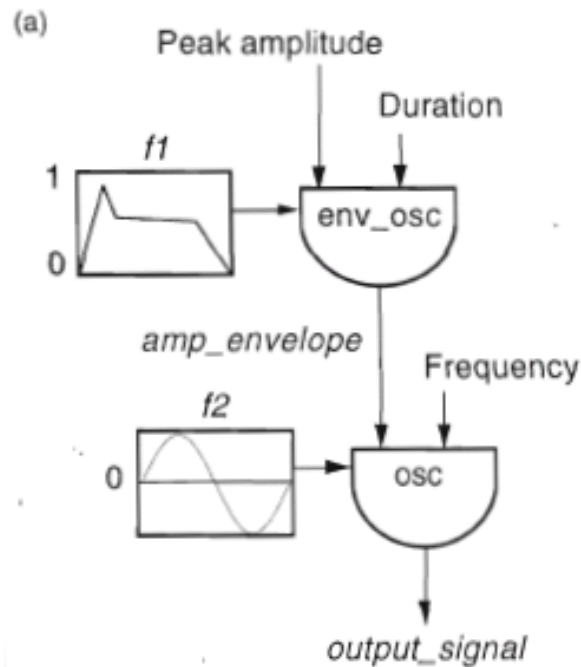 (a)
Peak amplitude
Duration
f1
1
env_osc
0
amp_envelope
Frequency
f2
0
osc
output_signal